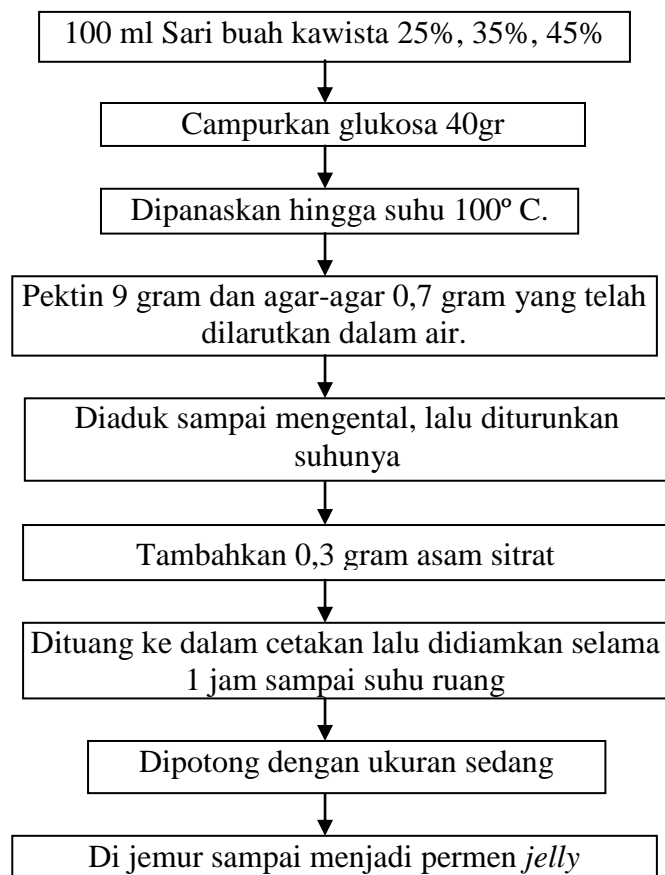 100 ml Sari buah kawista 25%, 35%, 45%
Campurkan glukosa 40gr
Dipanaskan hingga suhu 100º C.
Pektin 9 gram dan agar-agar 0,7 gram yang telah
dilarutkan dalam air.
Diaduk sampai mengental, lalu diturunkan
suhunya
Tambahkan 0,3 gram asam sitrat
Dituang ke dalam cetakan lalu didiamkan selama
1 jam sampai suhu ruang
Dipotong dengan ukuran sedang
Di jemur sampai menjadi permen jelly